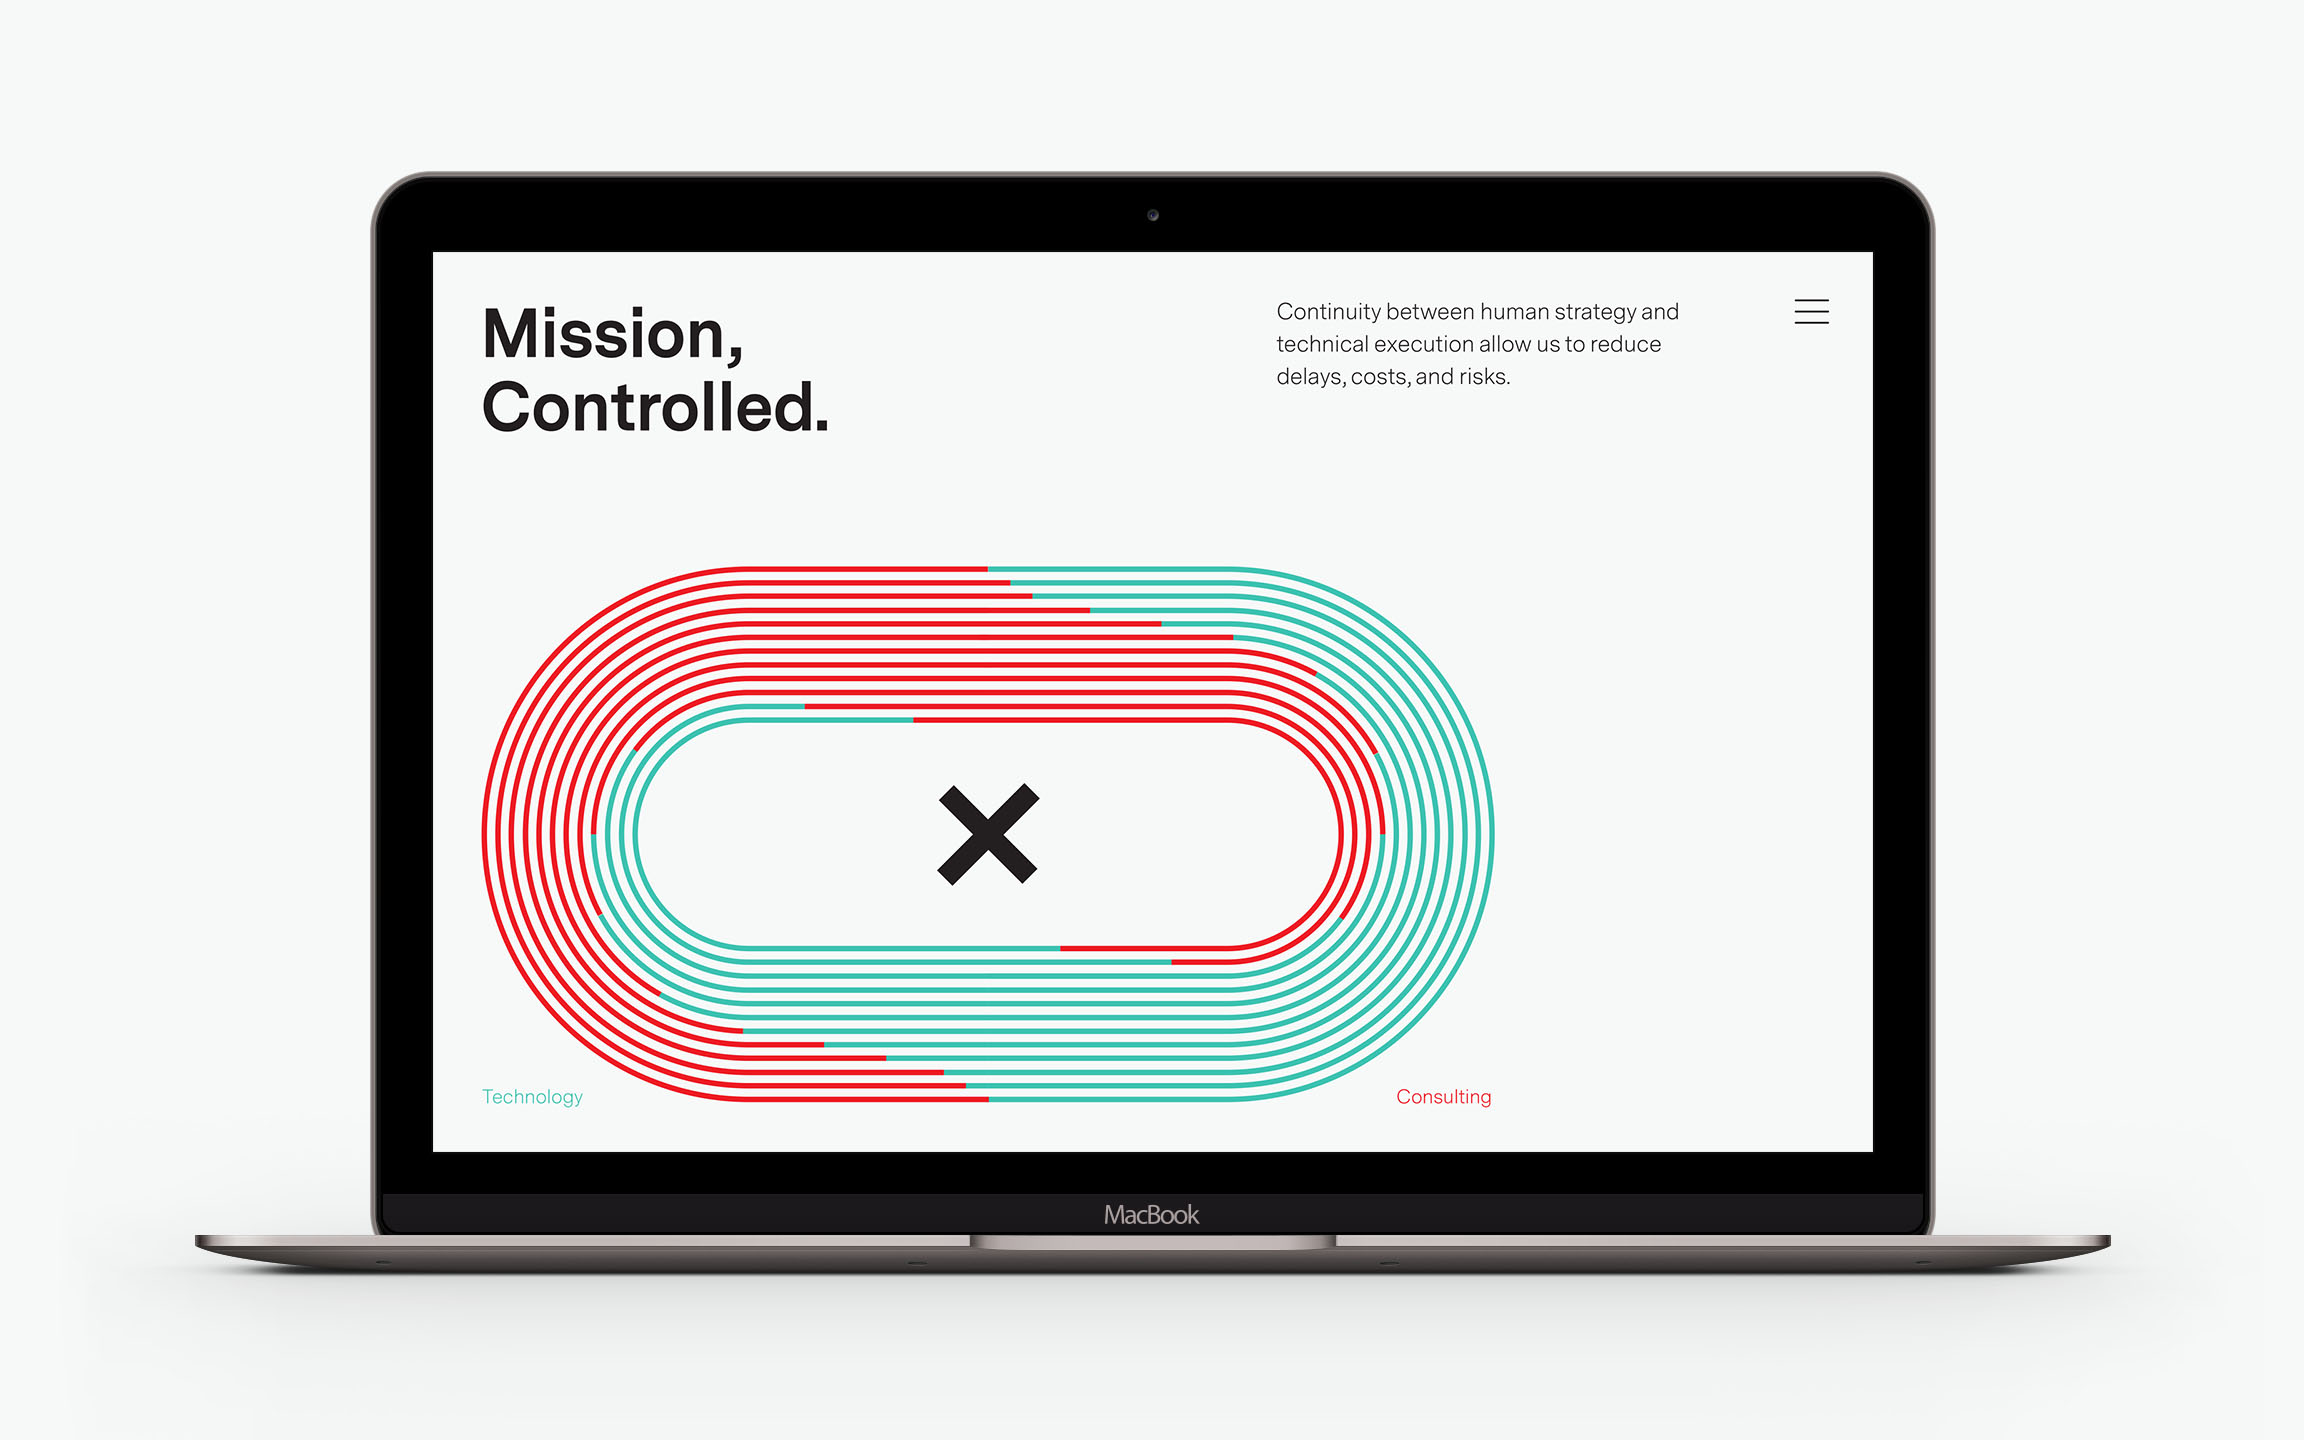 Mission,
Controlled.
Continuity between human strategy and
technical execution allow us to reduce
delays, costs, and risks.
Technology
Consulting
MacBook